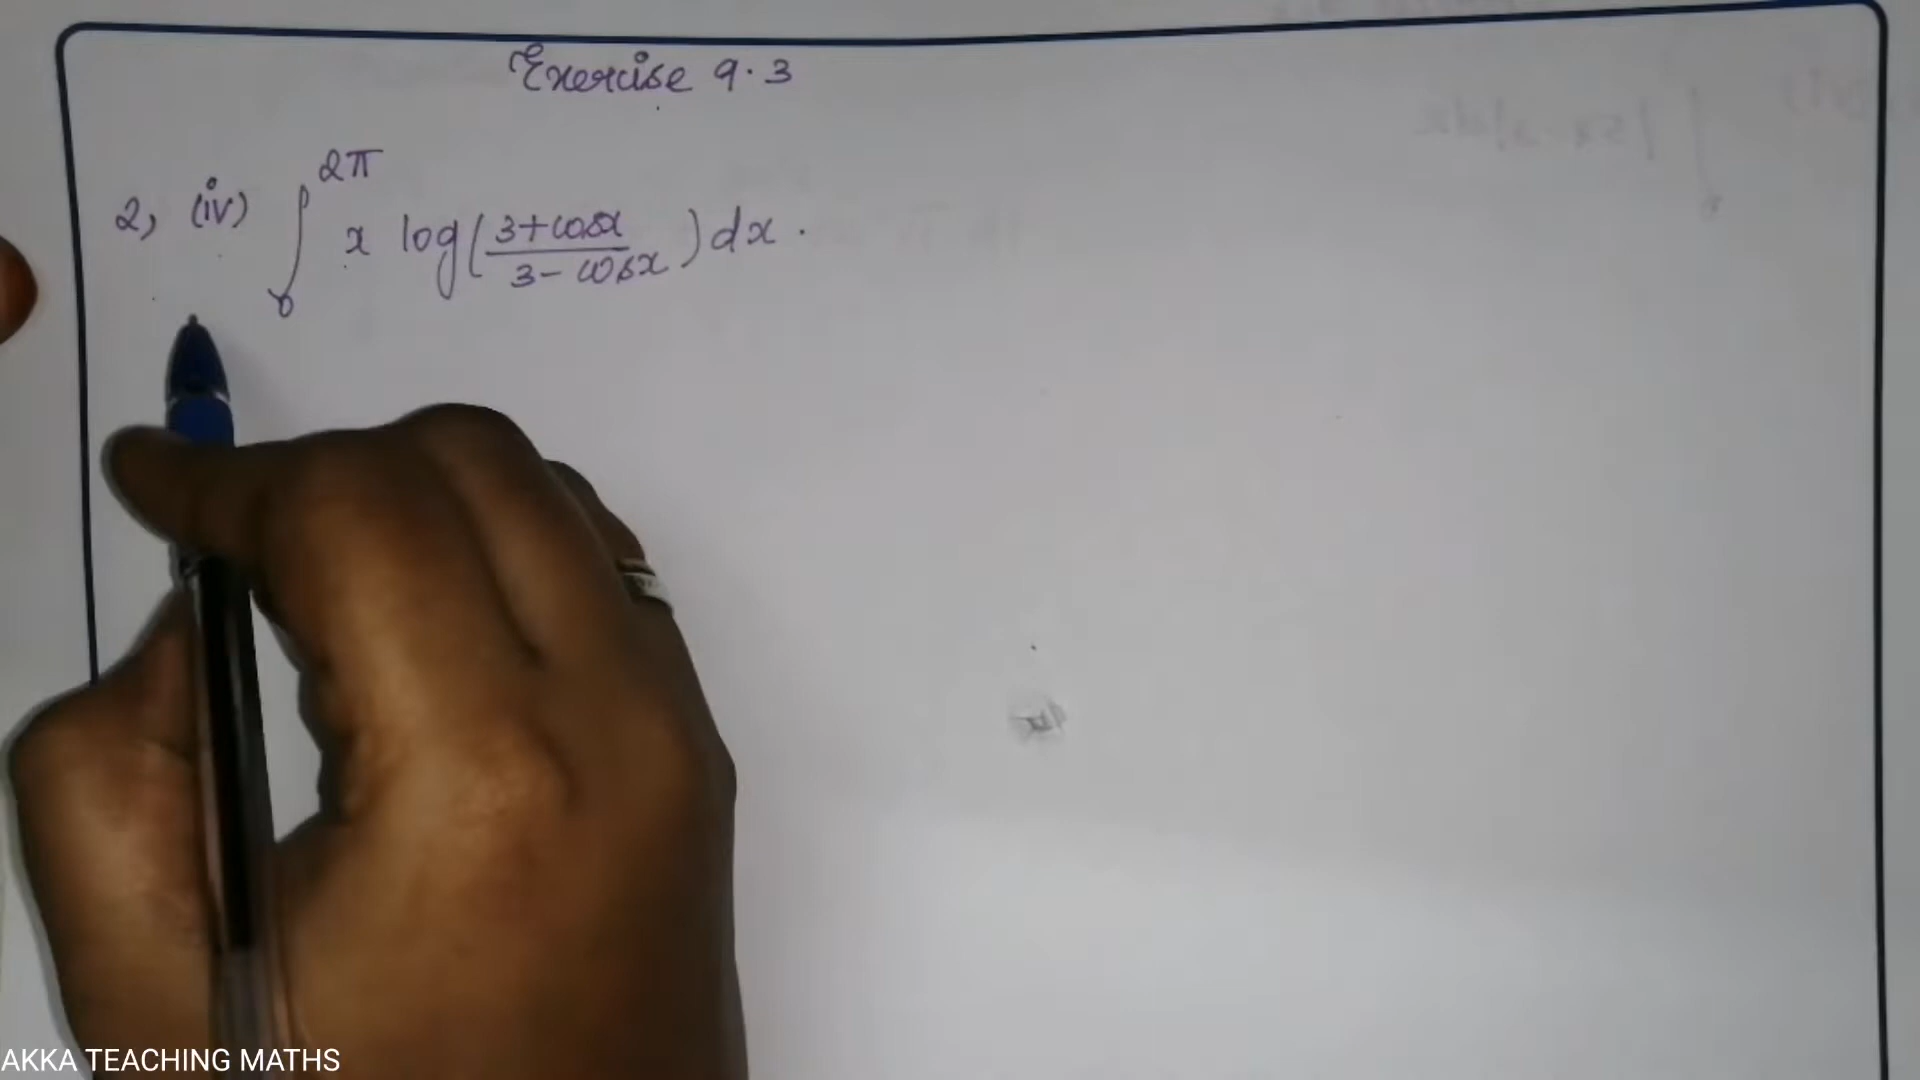 Exercise 9.3
2, (iv) ∫₀^2π x log(3+cosx / 3-cosx) dx.
AKKA TEACHING MATHS